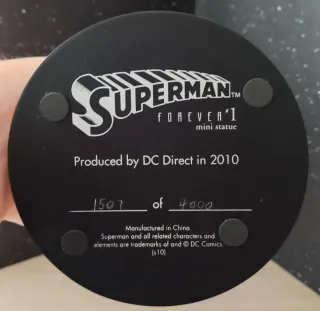 SUPERMAN™
FOREVER #1
mini statue
Produced by DC Direct in 2010
1507 of 4000
Manufactured in China.
Superman and all related characters and
elements are trademarks of and © DC Comics.
(s10)